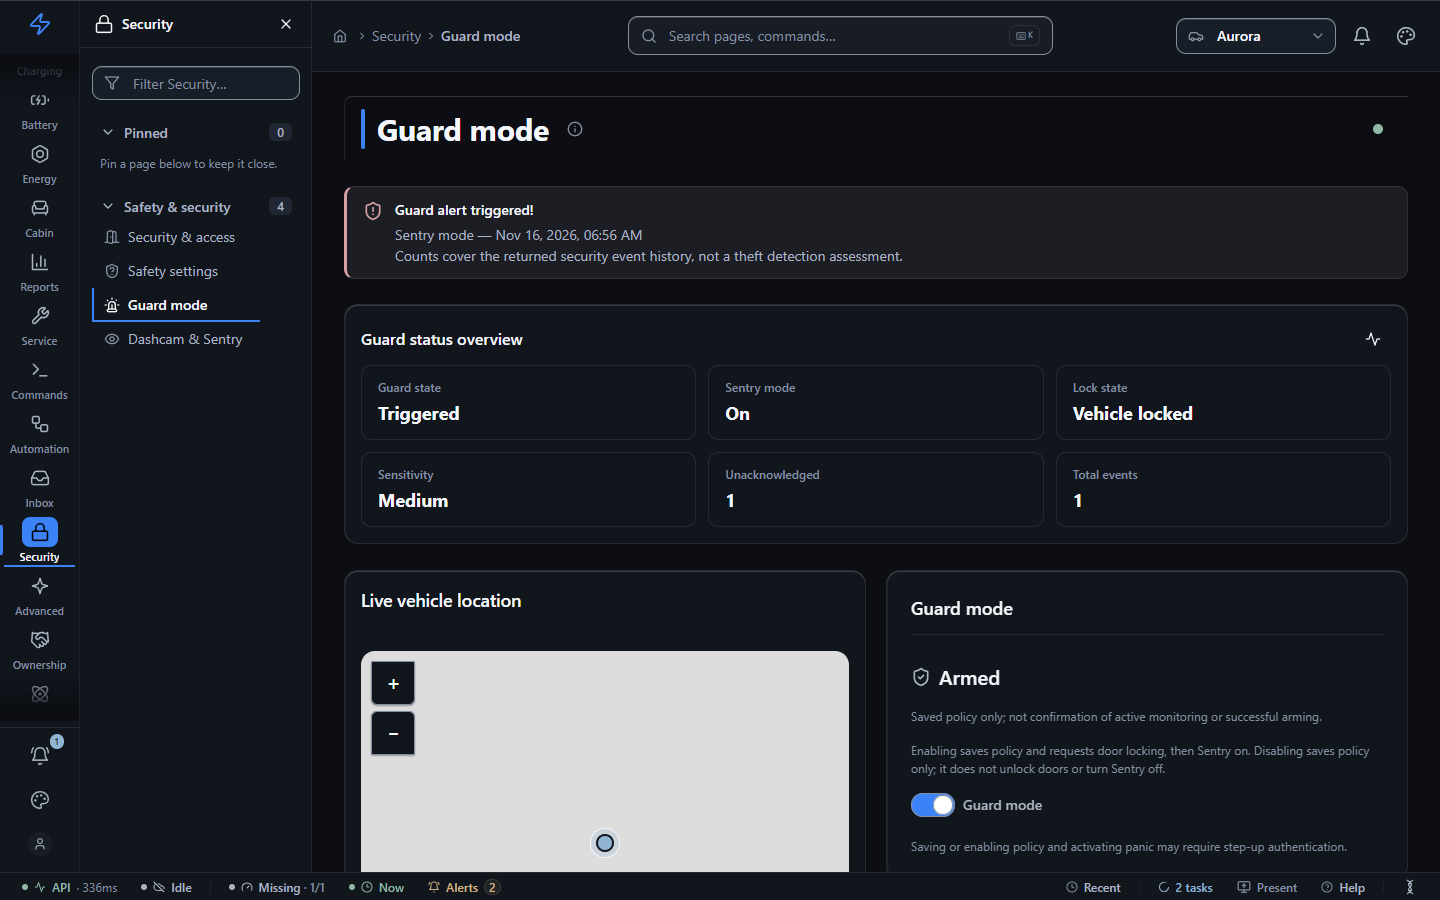 Charging
Battery
Energy
Cabin
Reports
Service
Commands
Automation
Inbox
Security
Advanced
Ownership
1
Security
Filter Security...
Pinned 0
Pin a page below to keep it close.
Safety & security 4
Security & access
Safety settings
Guard mode
Dashcam & Sentry
Security
Guard mode
Search pages, commands...
K
Aurora
Guard mode
Guard alert triggered!
Sentry mode — Nov 16, 2026, 06:56 AM
Counts cover the returned security event history, not a theft detection assessment.
Guard status overview
Guard state
Triggered
Sentry mode
On
Lock state
Vehicle locked
Sensitivity
Medium
Unacknowledged
1
Total events
1
Live vehicle location
+
−
Guard mode
Armed
Saved policy only; not confirmation of active monitoring or successful arming.
Enabling saves policy and requests door locking, then Sentry on. Disabling saves policy
only; it does not unlock doors or turn Sentry off.
Guard mode
Saving or enabling policy and activating panic may require step-up authentication.
API · 336ms
Idle
Missing · 1/1
Now
Alerts 2
Recent
2 tasks
Present
Help